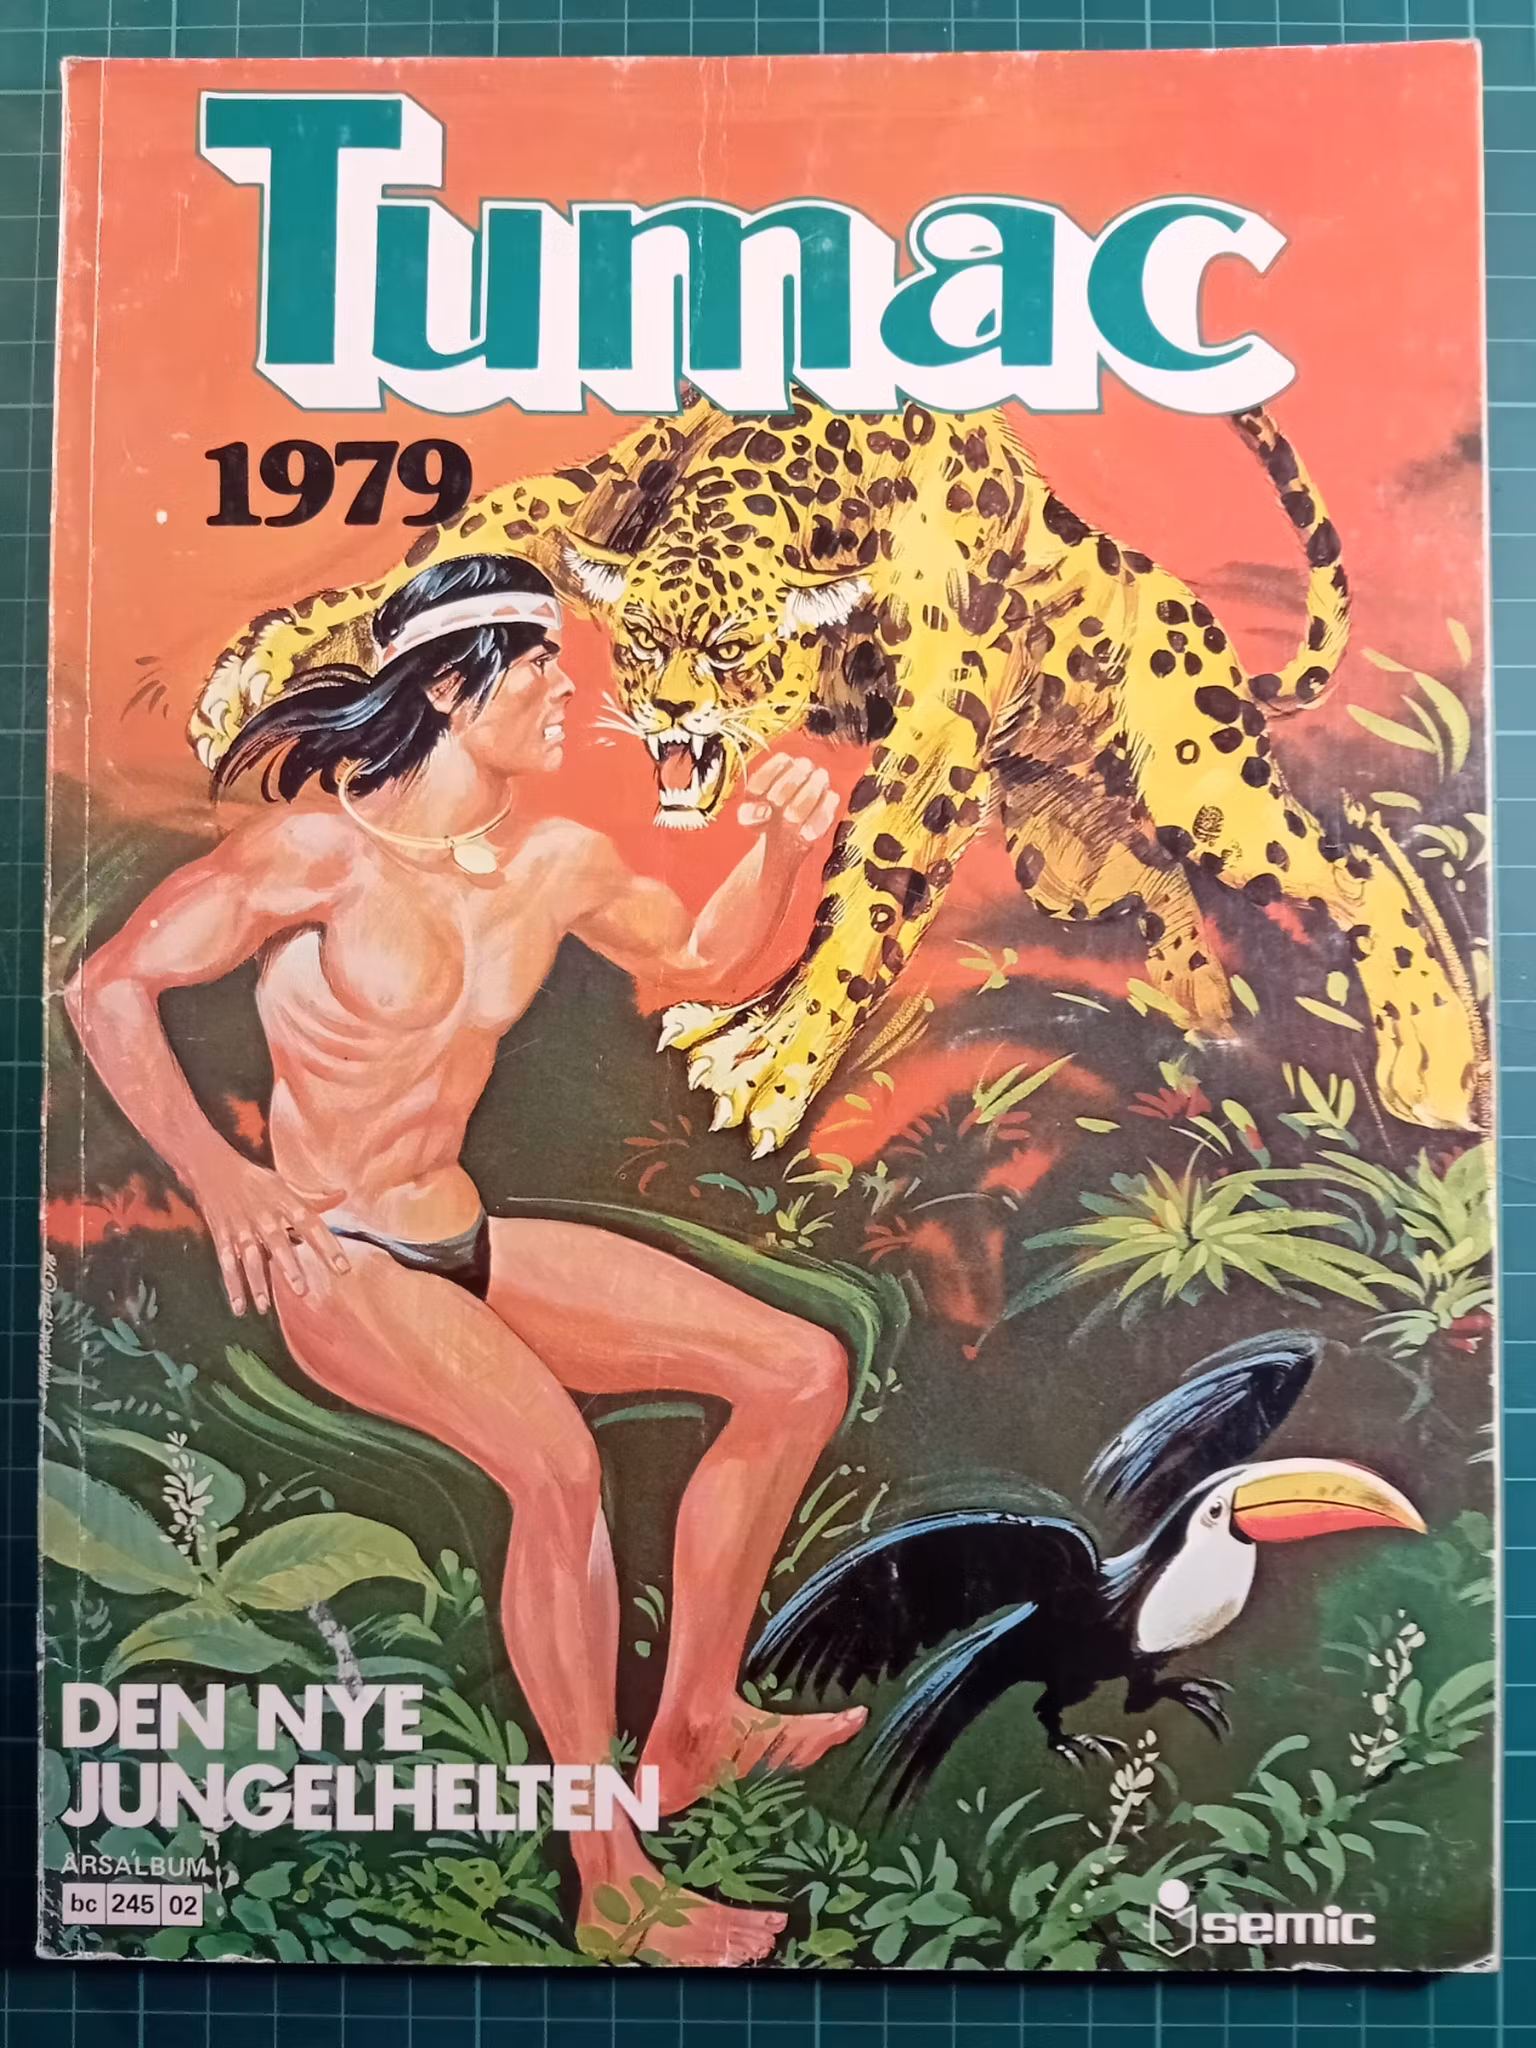 Tumac
1979
DEN NYE
JUNGELHELTEN
ÅRSALBUM
bc 245 02
semic